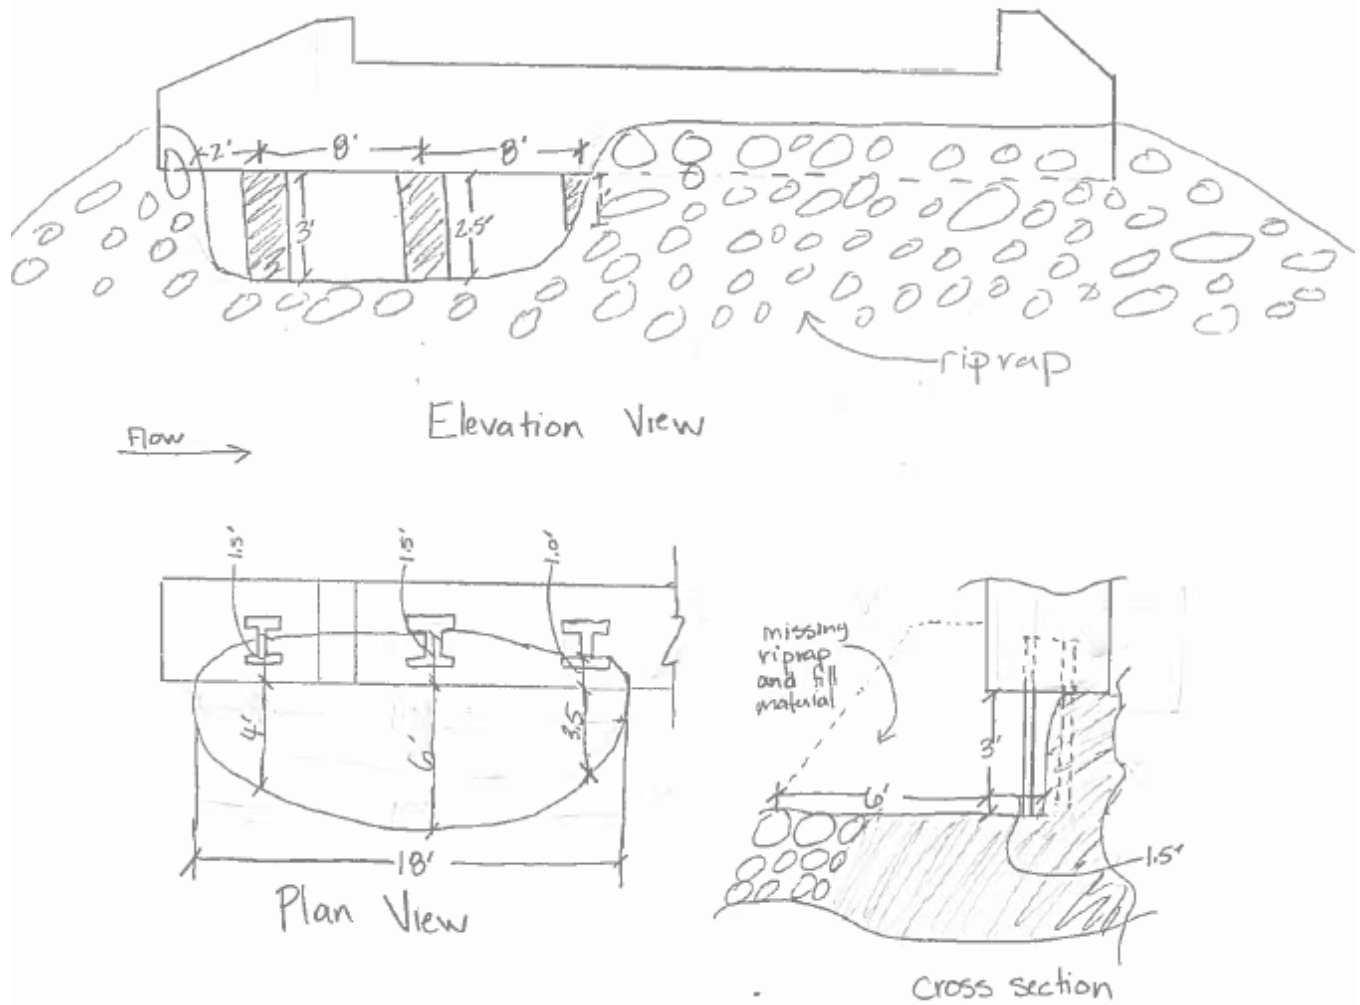 2'
8'
8'
3'
2.5'
1'
riprap
Elevation View
Flow
1.5'
1.5'
1.0'
4'
6'
3.5
18'
Plan View
missing
riprap
and fill
material
3'
6'
1.5'
Cross section